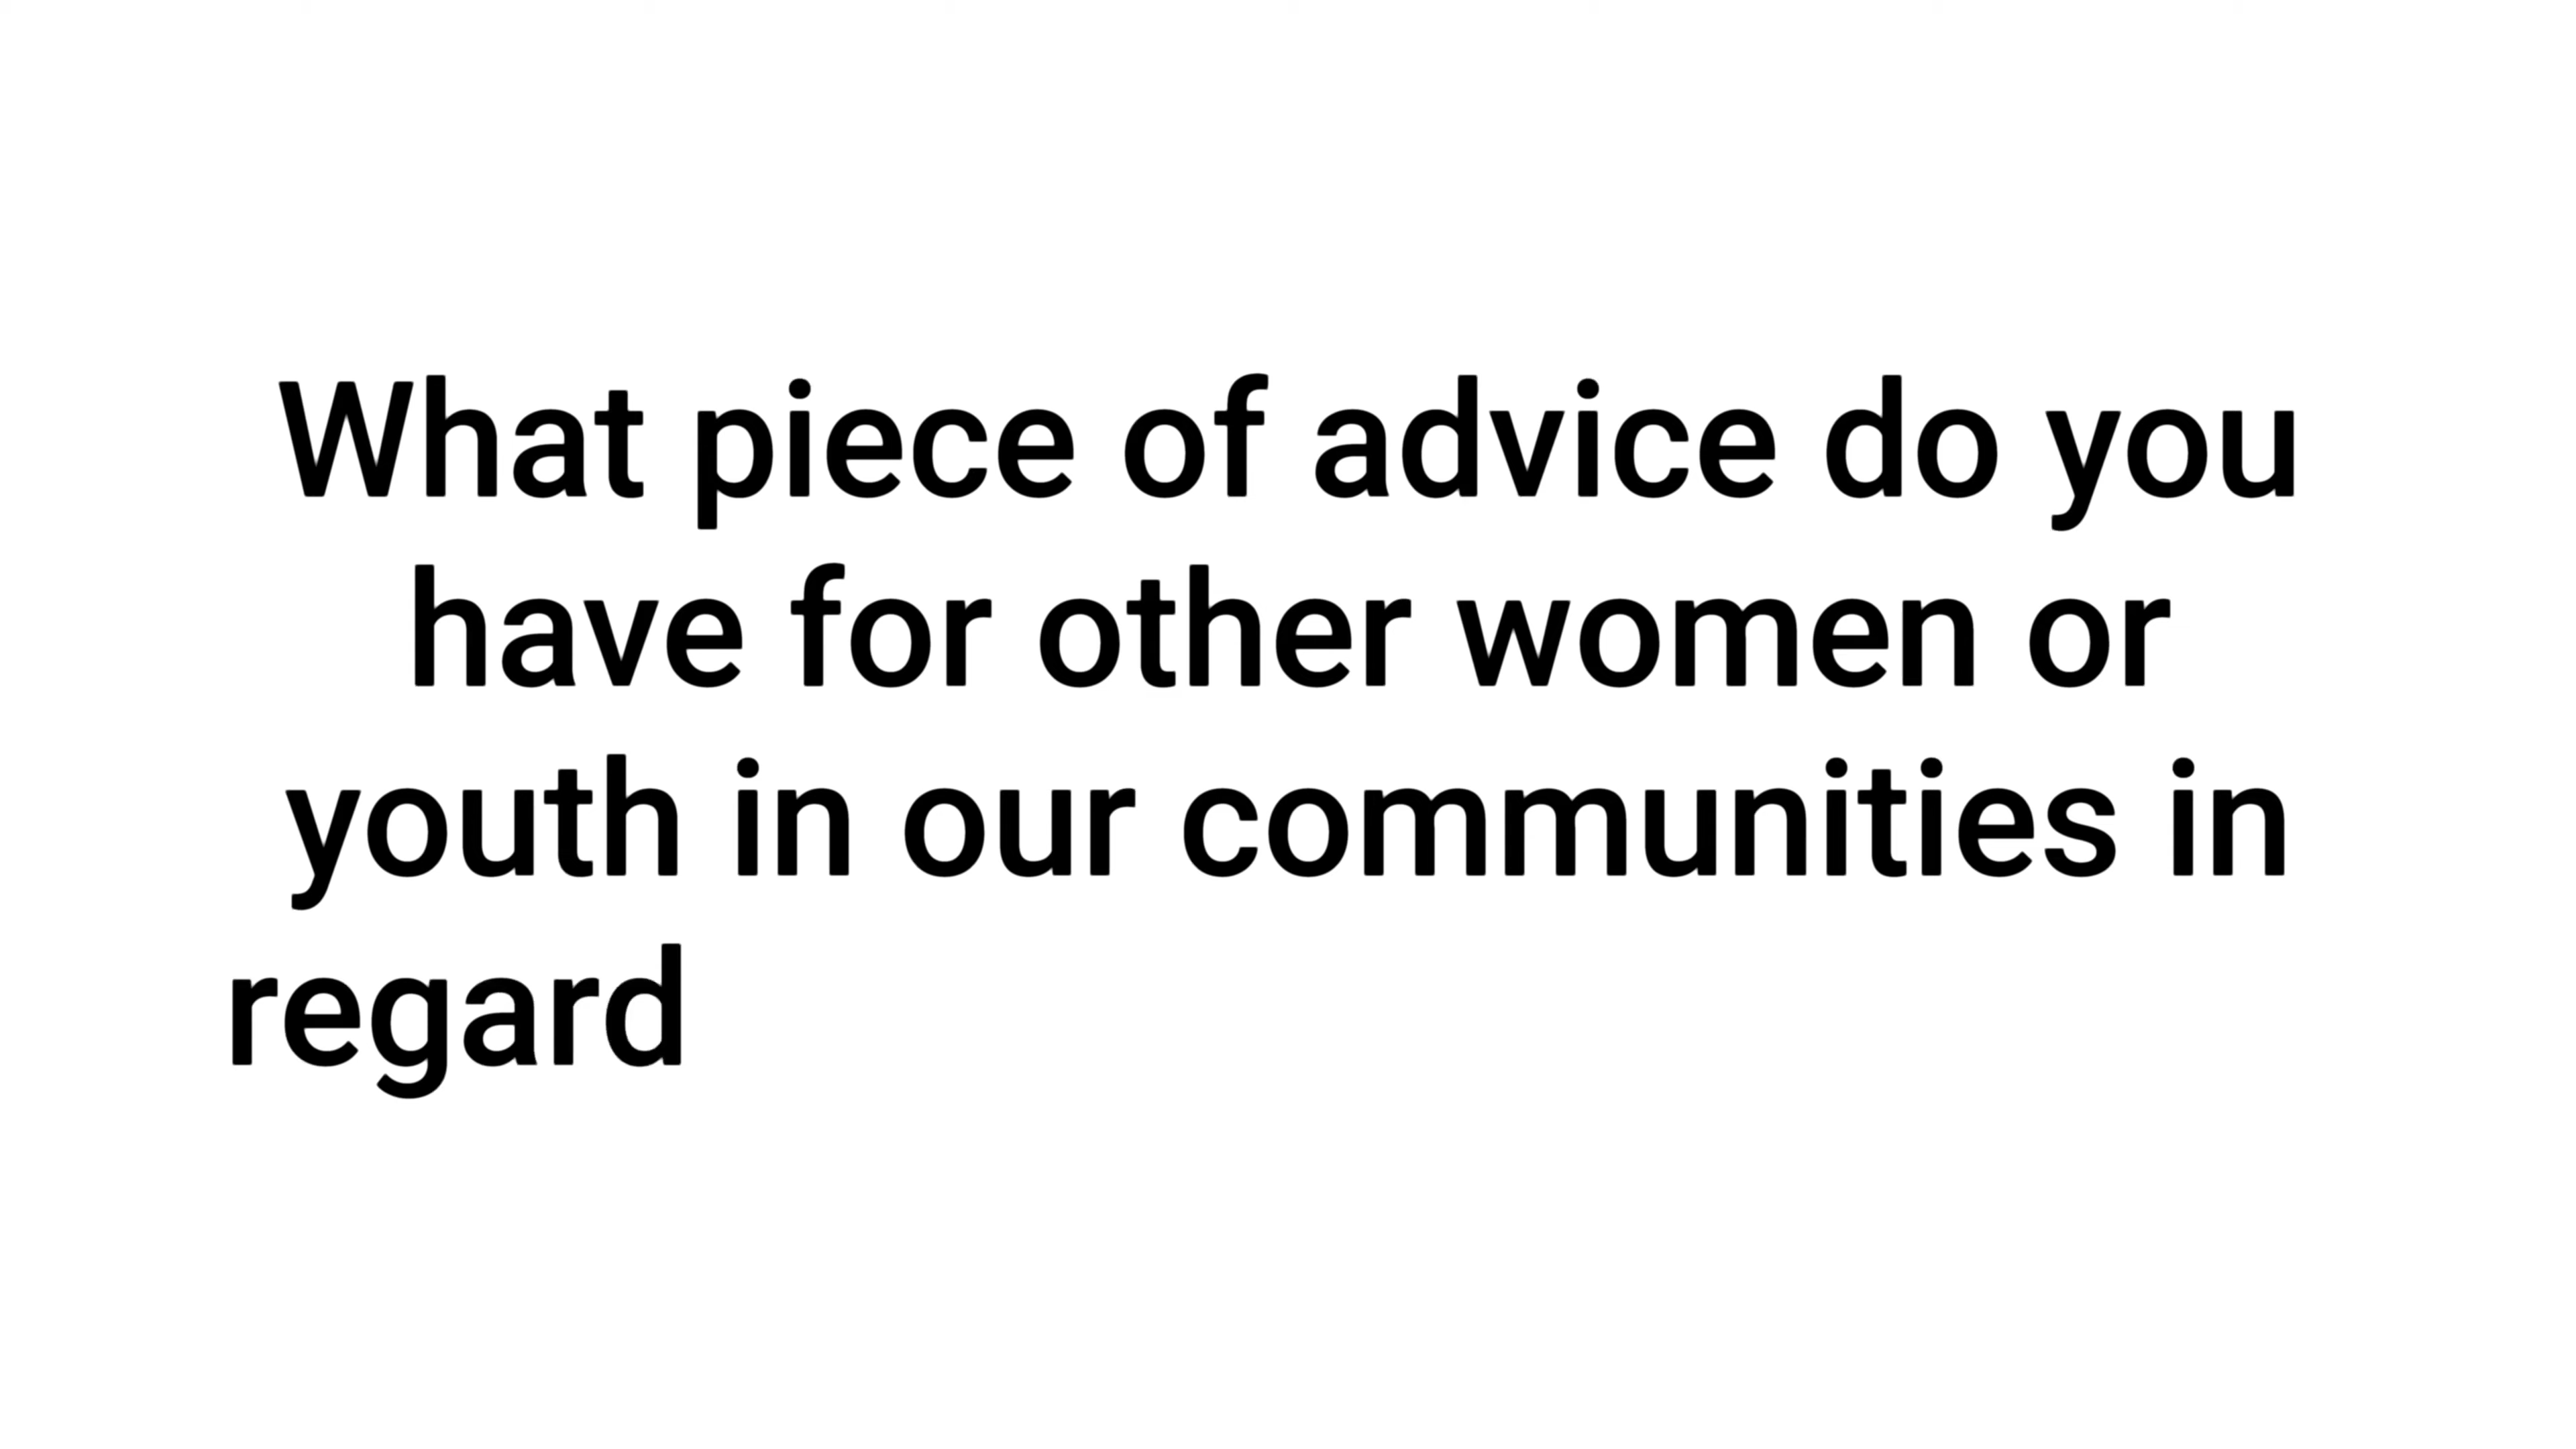 What piece of advice do you
have for other women or
youth in our communities in
regard